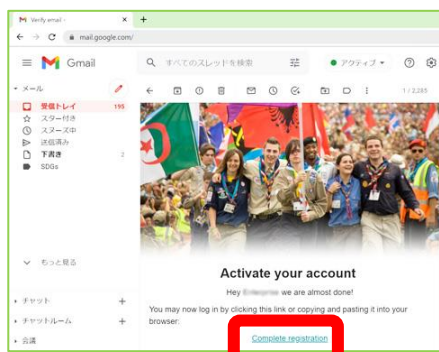 Verify email -
mail.google.com/
Gmail
すべてのスレッドを検索
アクティブ
メール
受信トレイ 195
スター付き
スヌーズ中
送信済み
下書き 2
SDGs
もっと見る
チャット
チャットルーム
会議
1 / 2,285
Activate your account
Hey we are almost done!
You may now log in by clicking this link or copying and pasting it into your
browser:
Complete registration